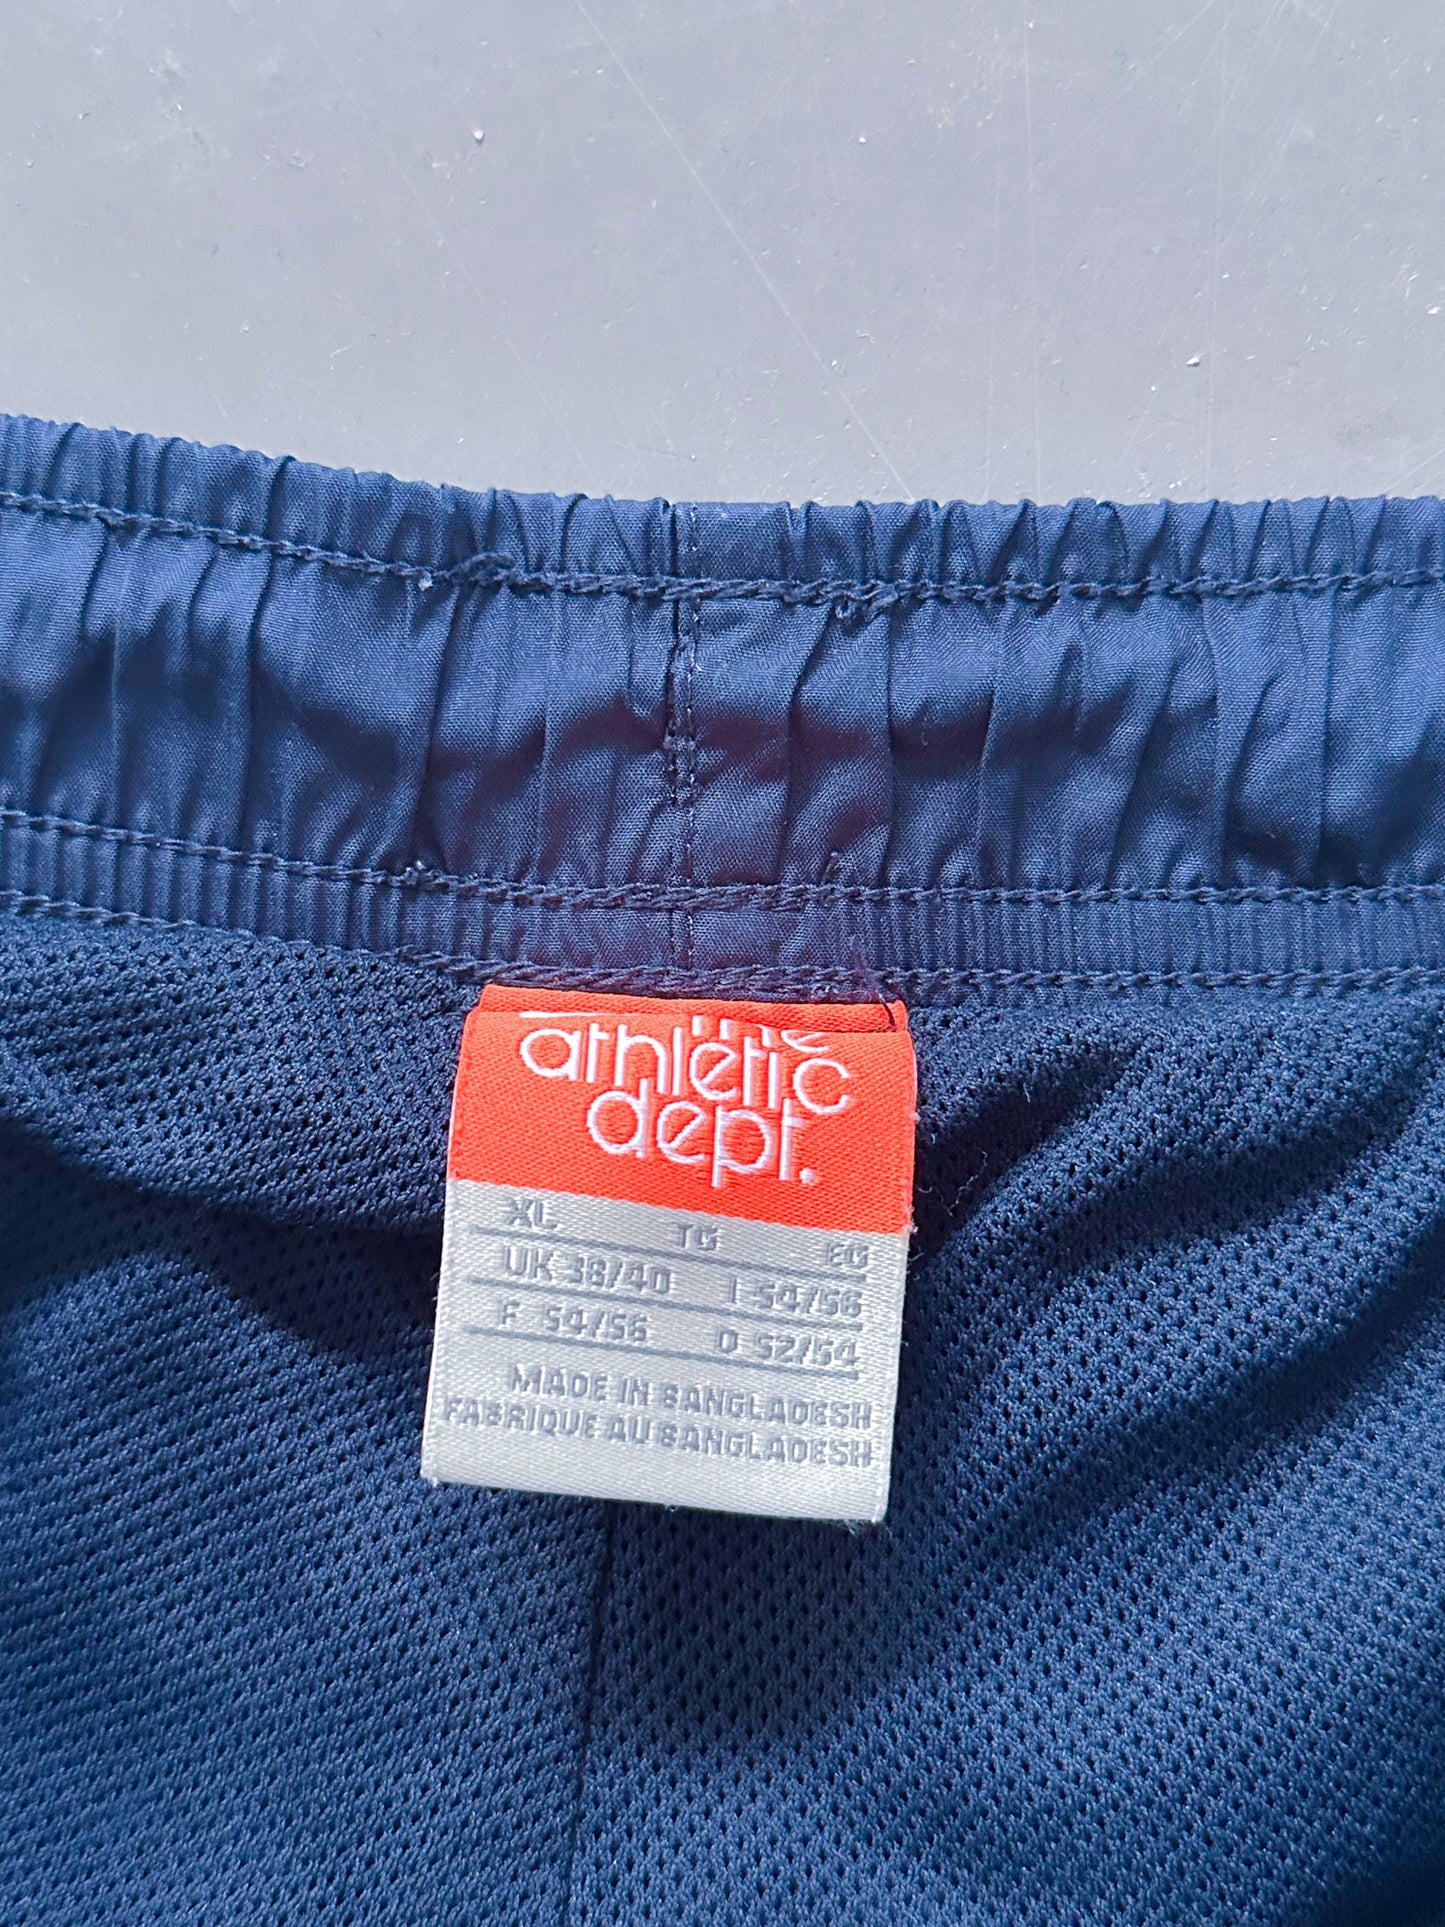 the
athletic
dept.
XL TG EG
UK 38/40 I 54/56
F 54/56 D 52/54
MADE IN BANGLADESH
FABRIQUE AU BANGLADESH